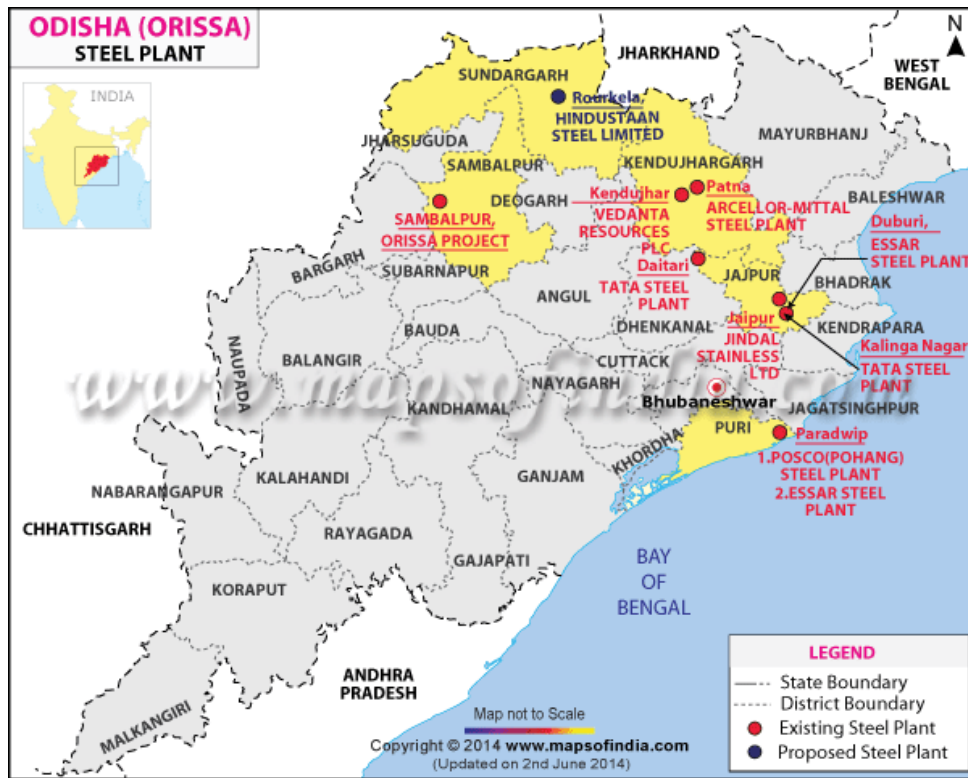 ODISHA (ORISSA)
STEEL PLANT
INDIA
N
JHARKHAND
WEST
BENGAL
SUNDARGARH
Rourkela,
HINDUSTAAN
STEEL LIMITED
MAYURBHANJ
JHARSUGUDA
SAMBALPUR
KENDUJHARGARH
DEOGARH
Kendujhar
VEDANTA
RESOURCES
PLC
Patna
ARCELLOR-MITTAL
STEEL PLANT
BALESHWAR
Duburi,
ESSAR
STEEL PLANT
SAMBALPUR,
ORISSA PROJECT
BARGARH
SUBARNAPUR
Daitari
TATA STEEL
PLANT
JAJPUR
BHADRAK
ANGUL
DHENKANAL
Jaipur
JINDAL
STAINLESS
LTD
KENDRAPARA
Kalinga Nagar
TATA STEEL
PLANT
NAUPADA
BALANGIR
BAUDA
CUTTACK
NAYAGARH
www.mapsofindia.com
KANDHAMAL
Bhubaneshwar
JAGATSINGHPUR
PURI
KHORDHA
Paradwip
1.POSCO(POHANG)
STEEL PLANT
2.ESSAR STEEL
PLANT
GANJAM
KALAHANDI
NABARANGAPUR
CHHATTISGARH
RAYAGADA
GAJAPATI
KORAPUT
BAY
OF
BENGAL
ANDHRA
PRADESH
MALKANGIRI
LEGEND
State Boundary
District Boundary
Existing Steel Plant
Proposed Steel Plant
Map not to Scale
Copyright © 2014 www.mapsofindia.com
(Updated on 2nd June 2014)